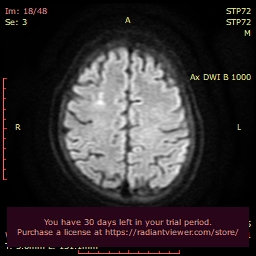 Im: 18/48
Se: 3
A
STP72
STP72
M
Ax DWI B 1000
R
L
You have 30 days left in your trial period.
Purchase a license at https://radiantviewer.com/store/